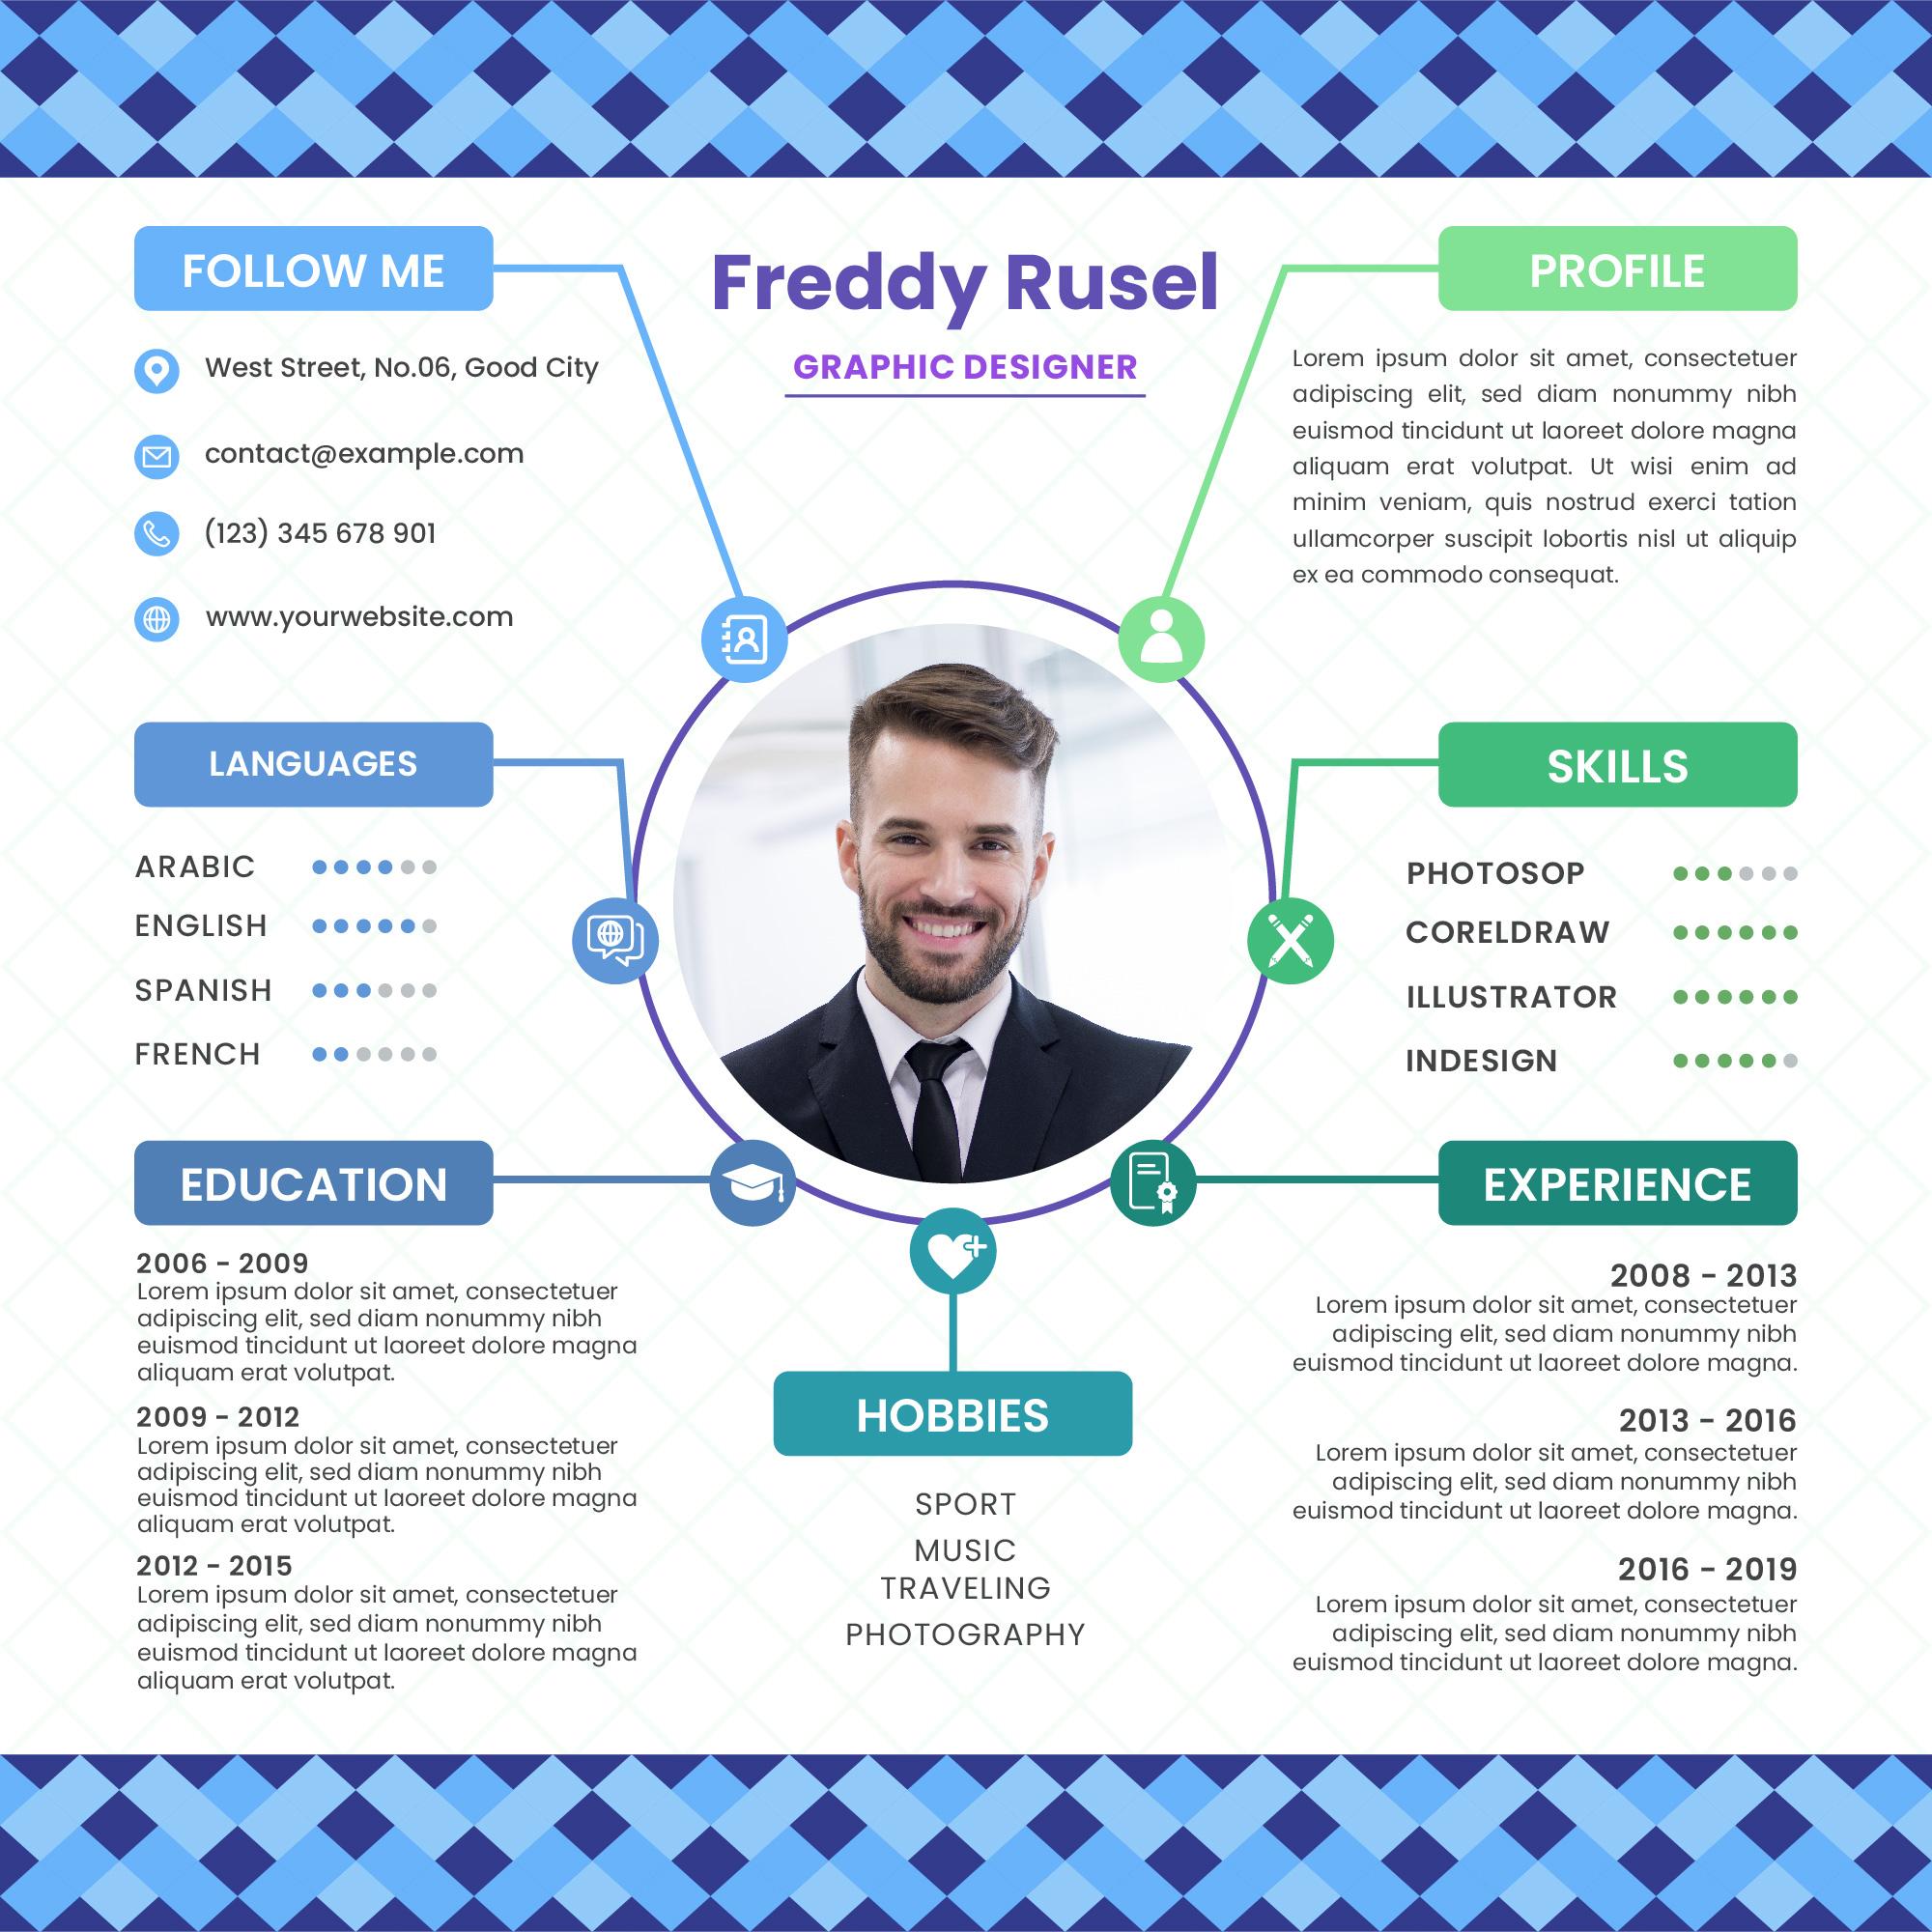 Freddy Rusel
GRAPHIC DESIGNER
FOLLOW ME
West Street, No.06, Good City
contact@example.com
(123) 345 678 901
www.yourwebsite.com
PROFILE
Lorem ipsum dolor sit amet, consectetuer
adipiscing elit, sed diam nonummy nibh
euismod tincidunt ut laoreet dolore magna
aliquam erat volutpat. Ut wisi enim ad
minim veniam, quis nostrud exerci tation
ullamcorper suscipit lobortis nisl ut aliquip
ex ea commodo consequat.
LANGUAGES
ARABIC
ENGLISH
SPANISH
FRENCH
SKILLS
PHOTOSOP
CORELDRAW
ILLUSTRATOR
INDESIGN
EDUCATION
2006 - 2009
Lorem ipsum dolor sit amet, consectetuer
adipiscing elit, sed diam nonummy nibh
euismod tincidunt ut laoreet dolore magna
aliquam erat volutpat.
2009 - 2012
Lorem ipsum dolor sit amet, consectetuer
adipiscing elit, sed diam nonummy nibh
euismod tincidunt ut laoreet dolore magna
aliquam erat volutpat.
2012 - 2015
Lorem ipsum dolor sit amet, consectetuer
adipiscing elit, sed diam nonummy nibh
euismod tincidunt ut laoreet dolore magna
aliquam erat volutpat.
HOBBIES
SPORT
MUSIC
TRAVELING
PHOTOGRAPHY
EXPERIENCE
2008 - 2013
Lorem ipsum dolor sit amet, consectetuer
adipiscing elit, sed diam nonummy nibh
euismod tincidunt ut laoreet dolore magna.
2013 - 2016
Lorem ipsum dolor sit amet, consectetuer
adipiscing elit, sed diam nonummy nibh
euismod tincidunt ut laoreet dolore magna.
2016 - 2019
Lorem ipsum dolor sit amet, consectetuer
adipiscing elit, sed diam nonummy nibh
euismod tincidunt ut laoreet dolore magna.